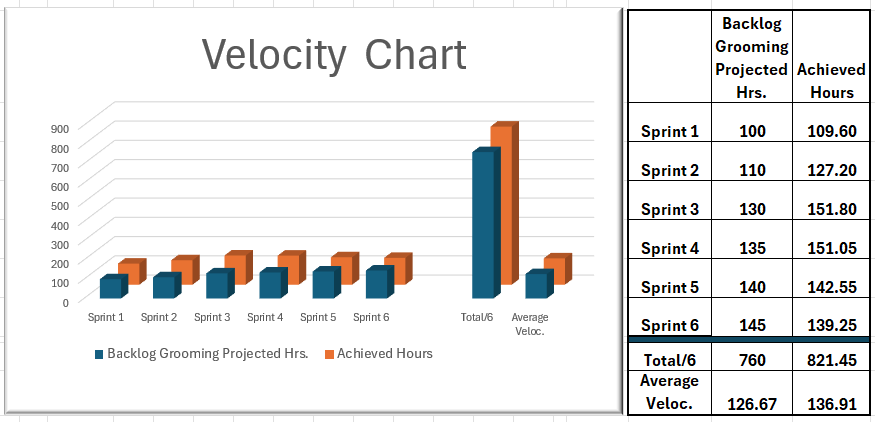 Velocity Chart
900
800
700
600
500
400
300
200
100
0
Sprint 1 Sprint 2 Sprint 3 Sprint 4 Sprint 5 Sprint 6 Total/6 Average
Veloc.
Backlog Grooming Projected Hrs. Achieved Hours
Backlog
Grooming
Projected Achieved
Hrs. Hours
Sprint 1 100 109.60
Sprint 2 110 127.20
Sprint 3 130 151.80
Sprint 4 135 151.05
Sprint 5 140 142.55
Sprint 6 145 139.25
Total/6 760 821.45
Average
Veloc. 126.67 136.91